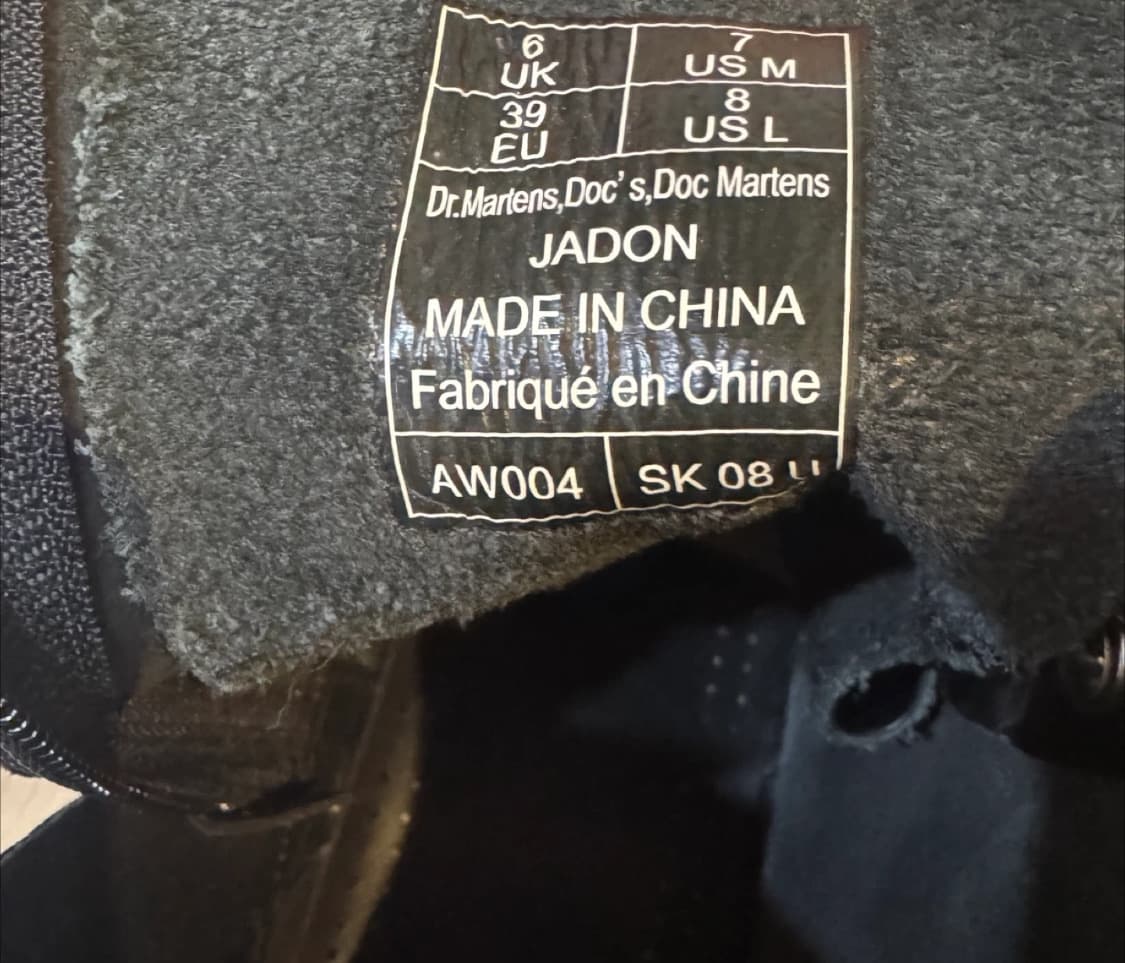 6 UK
7 US M
39 EU
8 US L
Dr.Martens,Doc's,Doc Martens
JADON
MADE IN CHINA
Fabriqué en Chine
AW004
SK 08